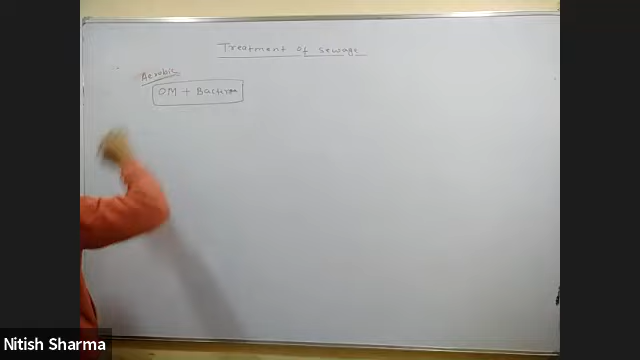 Treatment of sewage
Aerobic
OM + Bacteria
Nitish Sharma